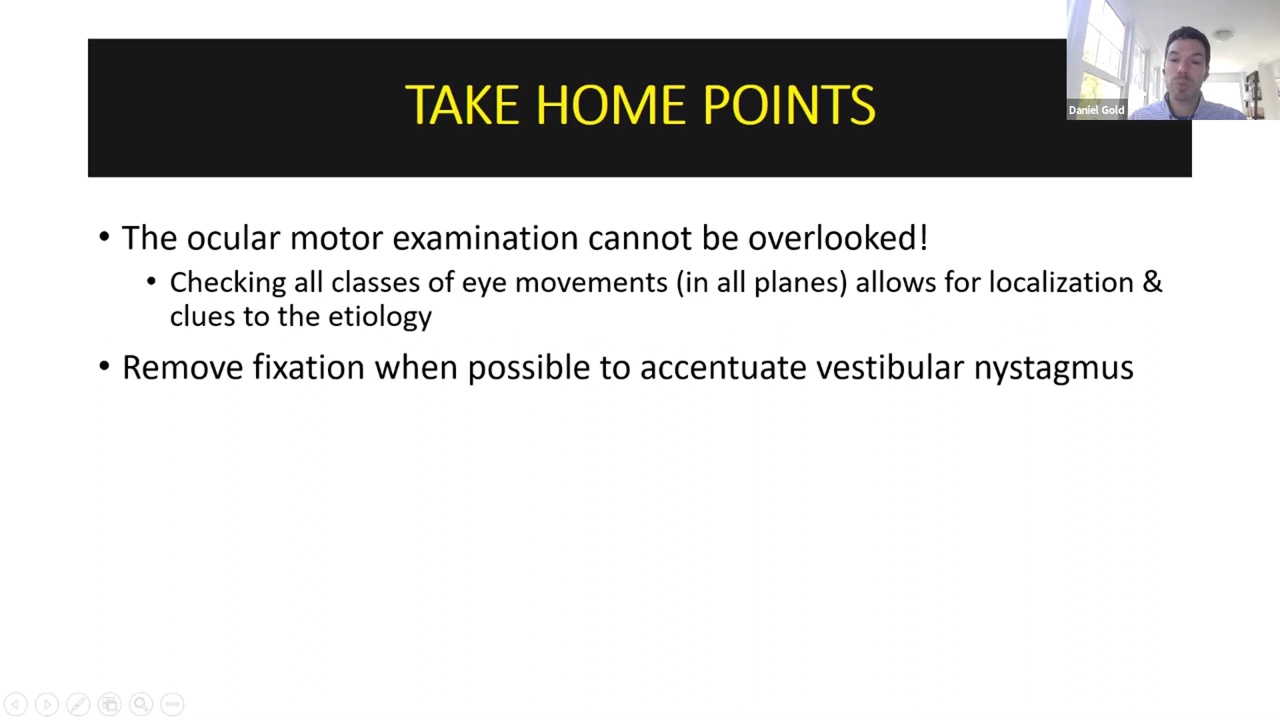 TAKE HOME POINTS
Daniel Gold
• The ocular motor examination cannot be overlooked!
• Checking all classes of eye movements (in all planes) allows for localization &
clues to the etiology
• Remove fixation when possible to accentuate vestibular nystagmus